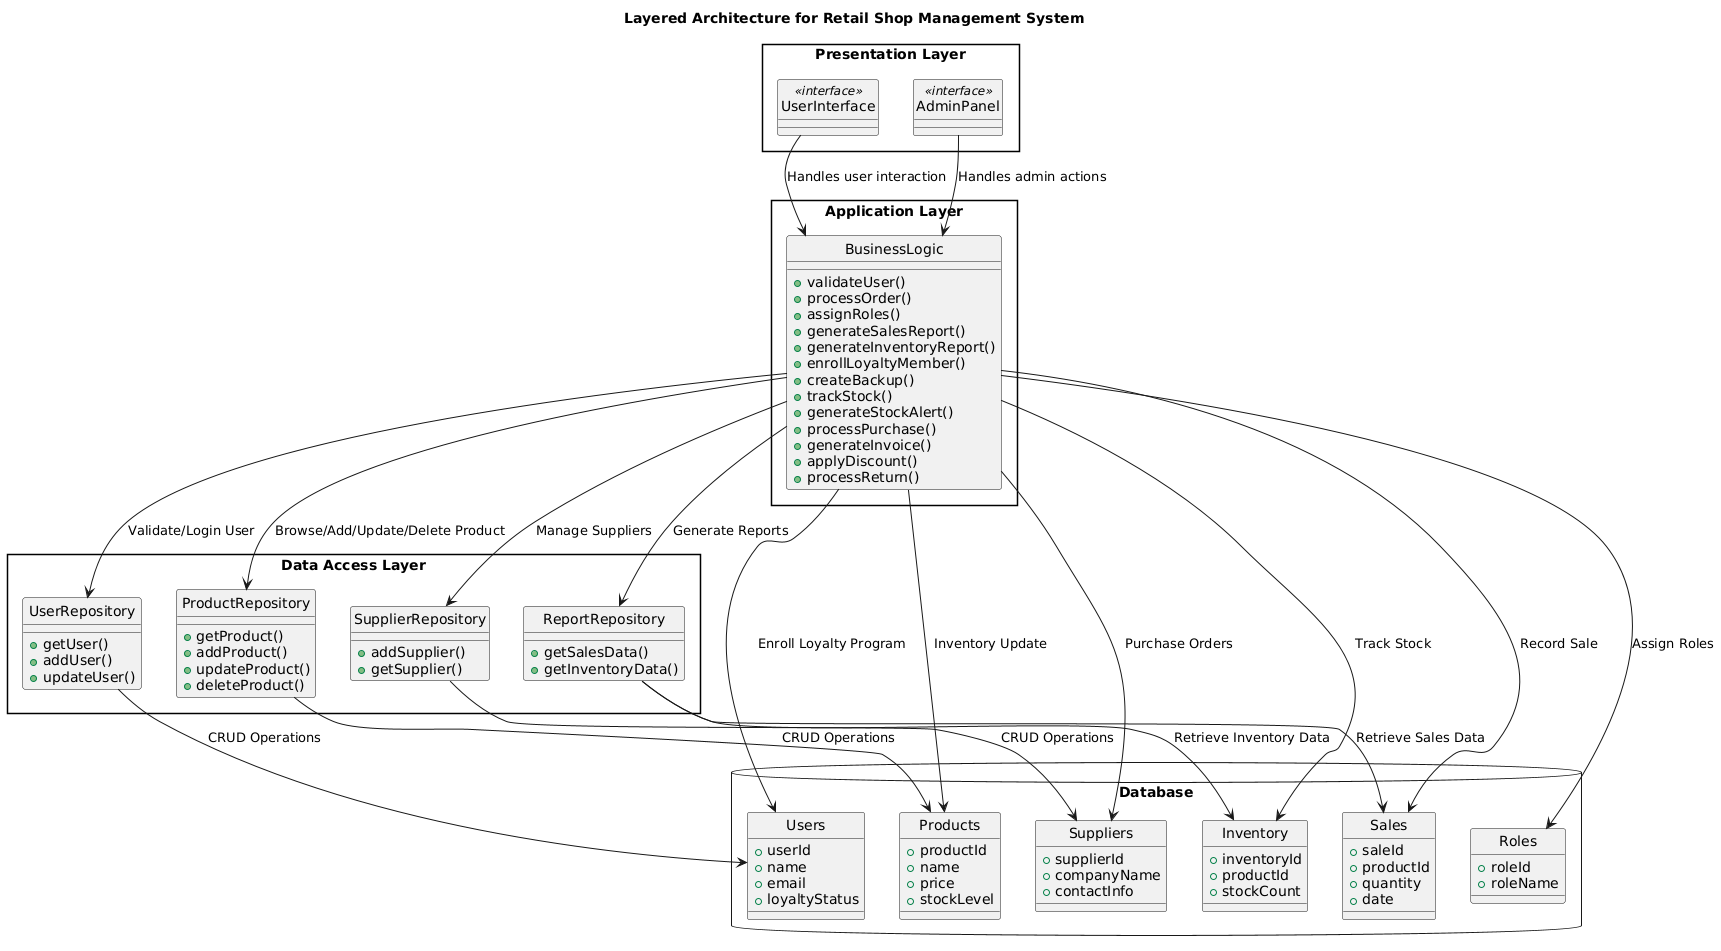 Layered Architecture for Retail Shop Management System
Presentation Layer
«interface»
UserInterface
«interface»
AdminPanel
Handles user interaction
Handles admin actions
Application Layer
BusinessLogic
validateUser()
processOrder()
assignRoles()
generateSalesReport()
generateInventoryReport()
enrollLoyaltyMember()
createBackup()
trackStock()
generateStockAlert()
processPurchase()
generateInvoice()
applyDiscount()
processReturn()
Validate/Login User
Browse/Add/Update/Delete Product
Manage Suppliers
Generate Reports
Data Access Layer
UserRepository
getUser()
addUser()
updateUser()
ProductRepository
getProduct()
addProduct()
updateProduct()
deleteProduct()
SupplierRepository
addSupplier()
getSupplier()
ReportRepository
getSalesData()
getInventoryData()
Enroll Loyalty Program
Inventory Update
Purchase Orders
Track Stock
Record Sale
Assign Roles
CRUD Operations
CRUD Operations
CRUD Operations
Retrieve Inventory Data
Retrieve Sales Data
Database
Users
userId
name
email
loyaltyStatus
Products
productId
name
price
stockLevel
Suppliers
supplierId
companyName
contactInfo
Inventory
inventoryId
productId
stockCount
Sales
saleId
productId
quantity
date
Roles
roleId
roleName